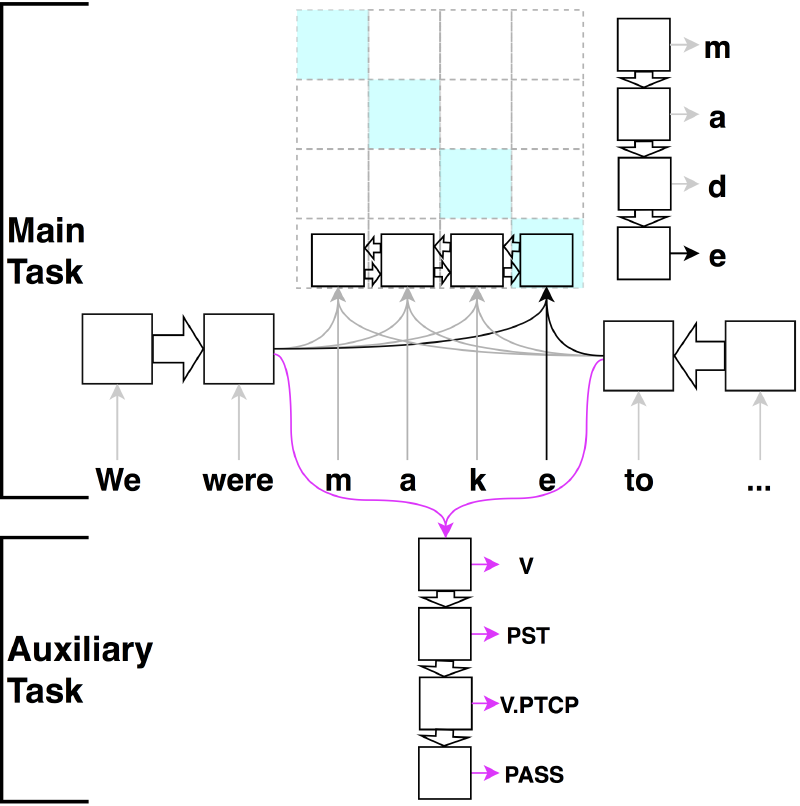 m
a
d
e
Main
Task
We were m a k e to ...
V
PST
V.PTCP
PASS
Auxiliary
Task